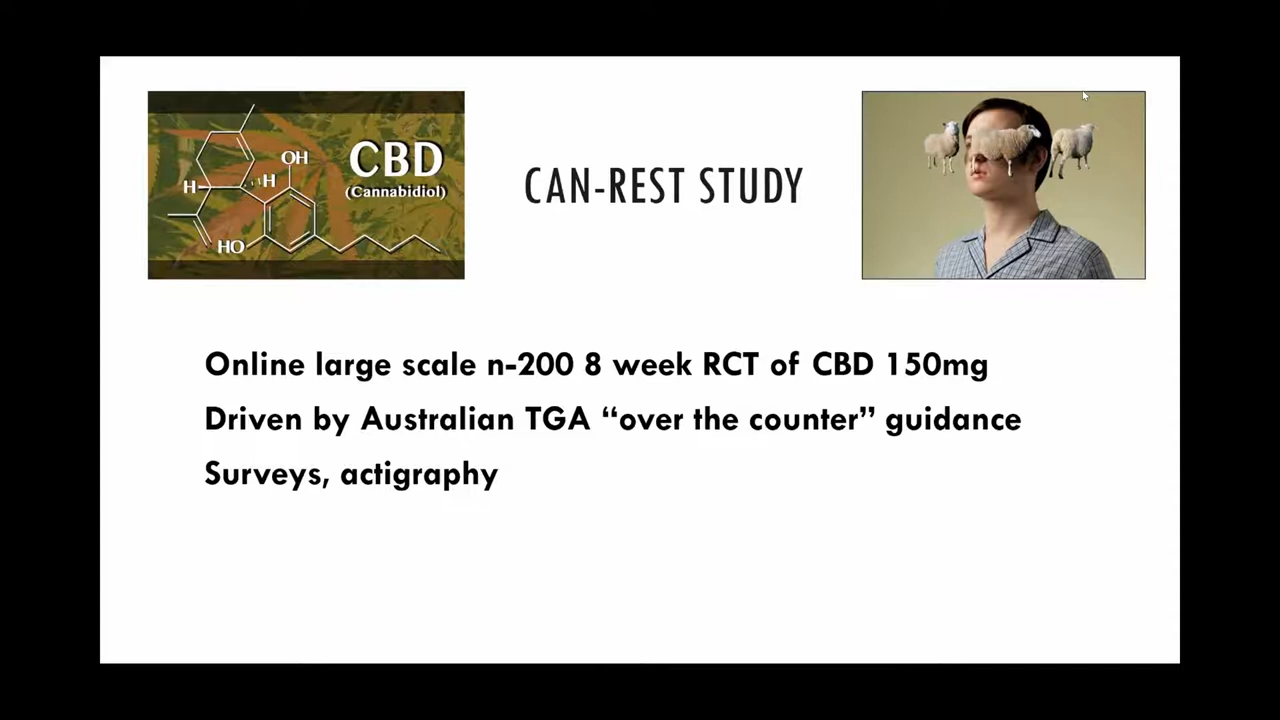 OH
CBD
(Cannabidiol)
H
H
HO
CAN-REST STUDY
Online large scale n-200 8 week RCT of CBD 150mg
Driven by Australian TGA “over the counter” guidance
Surveys, actigraphy